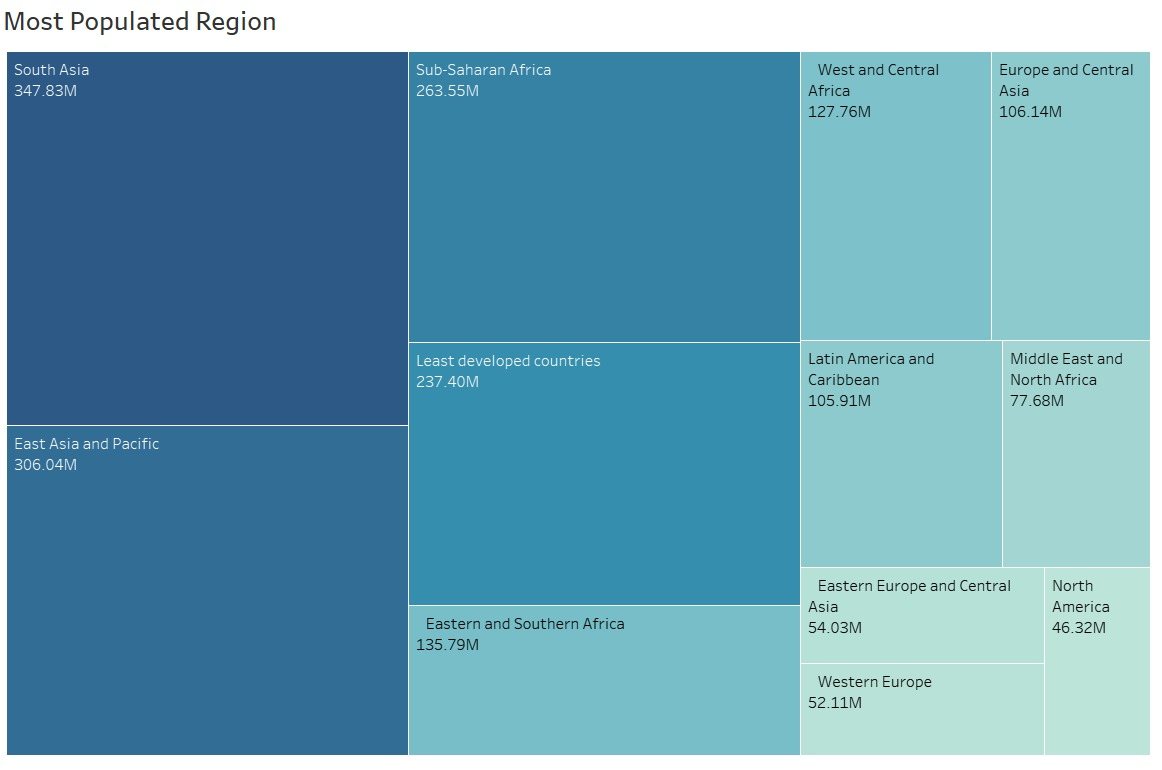 Most Populated Region
South Asia
347.83M
East Asia and Pacific
306.04M
Sub-Saharan Africa
263.55M
Least developed countries
237.40M
Eastern and Southern Africa
135.79M
West and Central
Africa
127.76M
Europe and Central
Asia
106.14M
Latin America and
Caribbean
105.91M
Middle East and
North Africa
77.68M
Eastern Europe and Central
Asia
54.03M
Western Europe
52.11M
North
America
46.32M